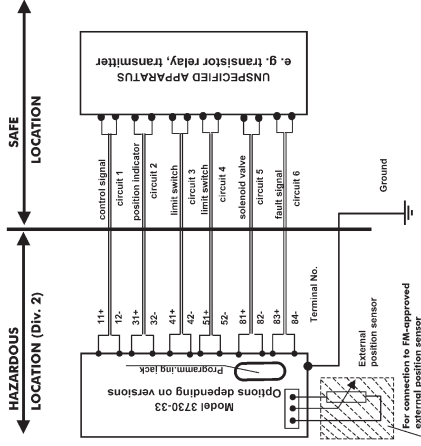 SAFE
LOCATION
UNSPECIFIED APPARATUS
e. g. transistor relay, transmitter
control signal
circuit 1
position indicator
circuit 2
limit switch
circuit 3
limit switch
circuit 4
solenoid valve
circuit 5
fault signal
circuit 6
Ground
HAZARDOUS
LOCATION (Div. 2)
11+
12-
31+
32-
41+
42-
51+
52-
81+
82-
83+
84-
Terminal No.
Programm.ing jack
Model 3730-33
Options depending on versions
External
position sensor
For connection to FM-approved
external position sensor